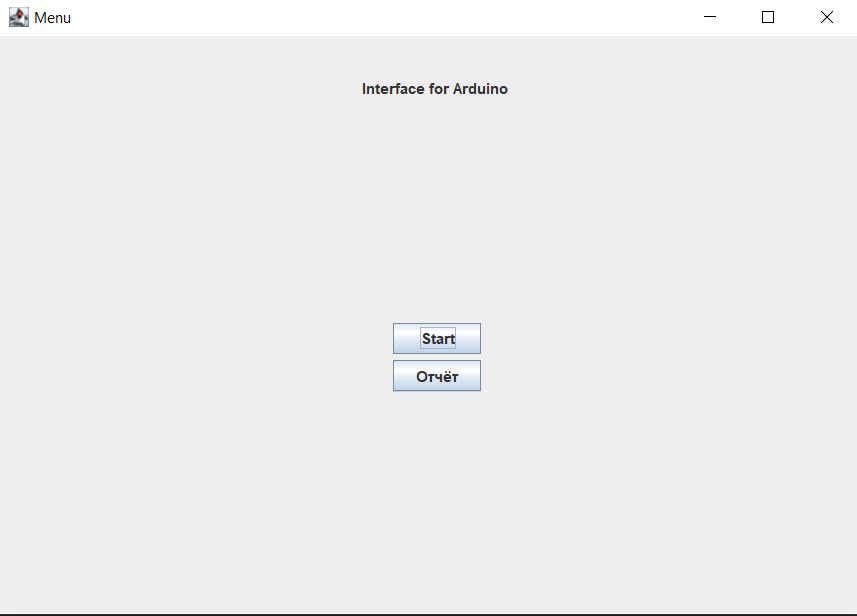 Menu
Interface for Arduino
Start
Отчёт